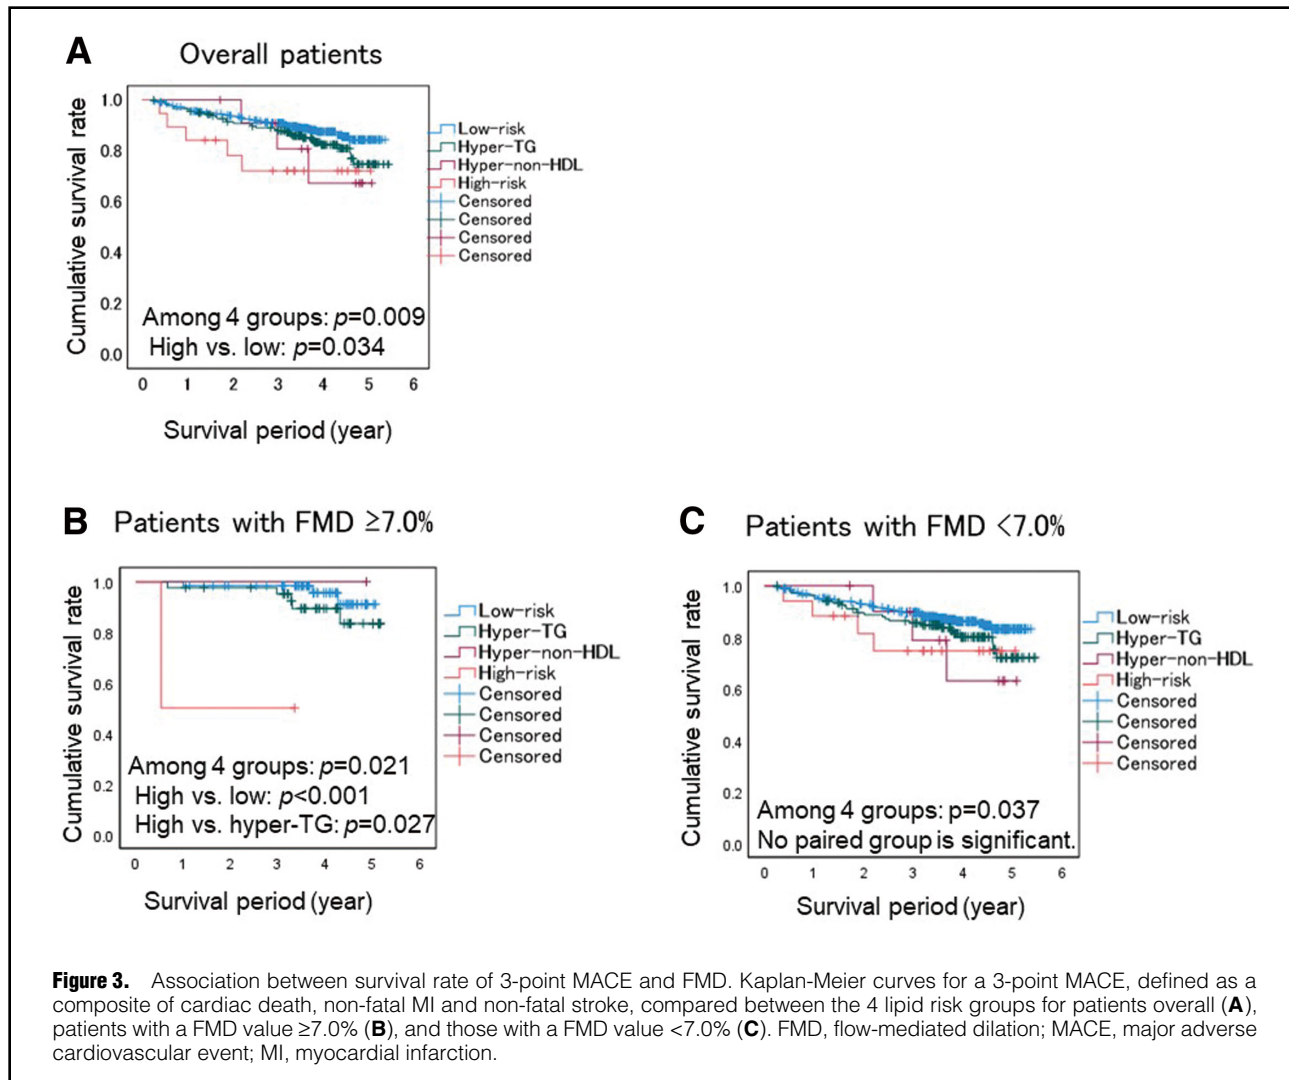 A
Overall patients
Cumulative survival rate
1.0
0.8
0.6
0.4
0.2
0.0
Among 4 groups: p=0.009
High vs. low: p=0.034
0 1 2 3 4 5 6
Survival period (year)
Low-risk
Hyper-TG
Hyper-non-HDL
High-risk
Censored
Censored
Censored
Censored
B
Patients with FMD ≥7.0%
Cumulative survival rate
1.0
0.8
0.6
0.4
0.2
0.0
Among 4 groups: p=0.021
High vs. low: p<0.001
High vs. hyper-TG: p=0.027
0 1 2 3 4 5 6
Survival period (year)
Low-risk
Hyper-TG
Hyper-non-HDL
High-risk
Censored
Censored
Censored
Censored
C
Patients with FMD <7.0%
Cumulative survival rate
1.0
0.8
0.6
0.4
0.2
0.0
Among 4 groups: p=0.037
No paired group is significant.
0 1 2 3 4 5 6
Survival period (year)
Low-risk
Hyper-TG
Hyper-non-HDL
High-risk
Censored
Censored
Censored
Censored
Figure 3. Association between survival rate of 3-point MACE and FMD. Kaplan-Meier curves for a 3-point MACE, defined as a
composite of cardiac death, non-fatal MI and non-fatal stroke, compared between the 4 lipid risk groups for patients overall (A),
patients with a FMD value ≥7.0% (B), and those with a FMD value <7.0% (C). FMD, flow-mediated dilation; MACE, major adverse
cardiovascular event; MI, myocardial infarction.